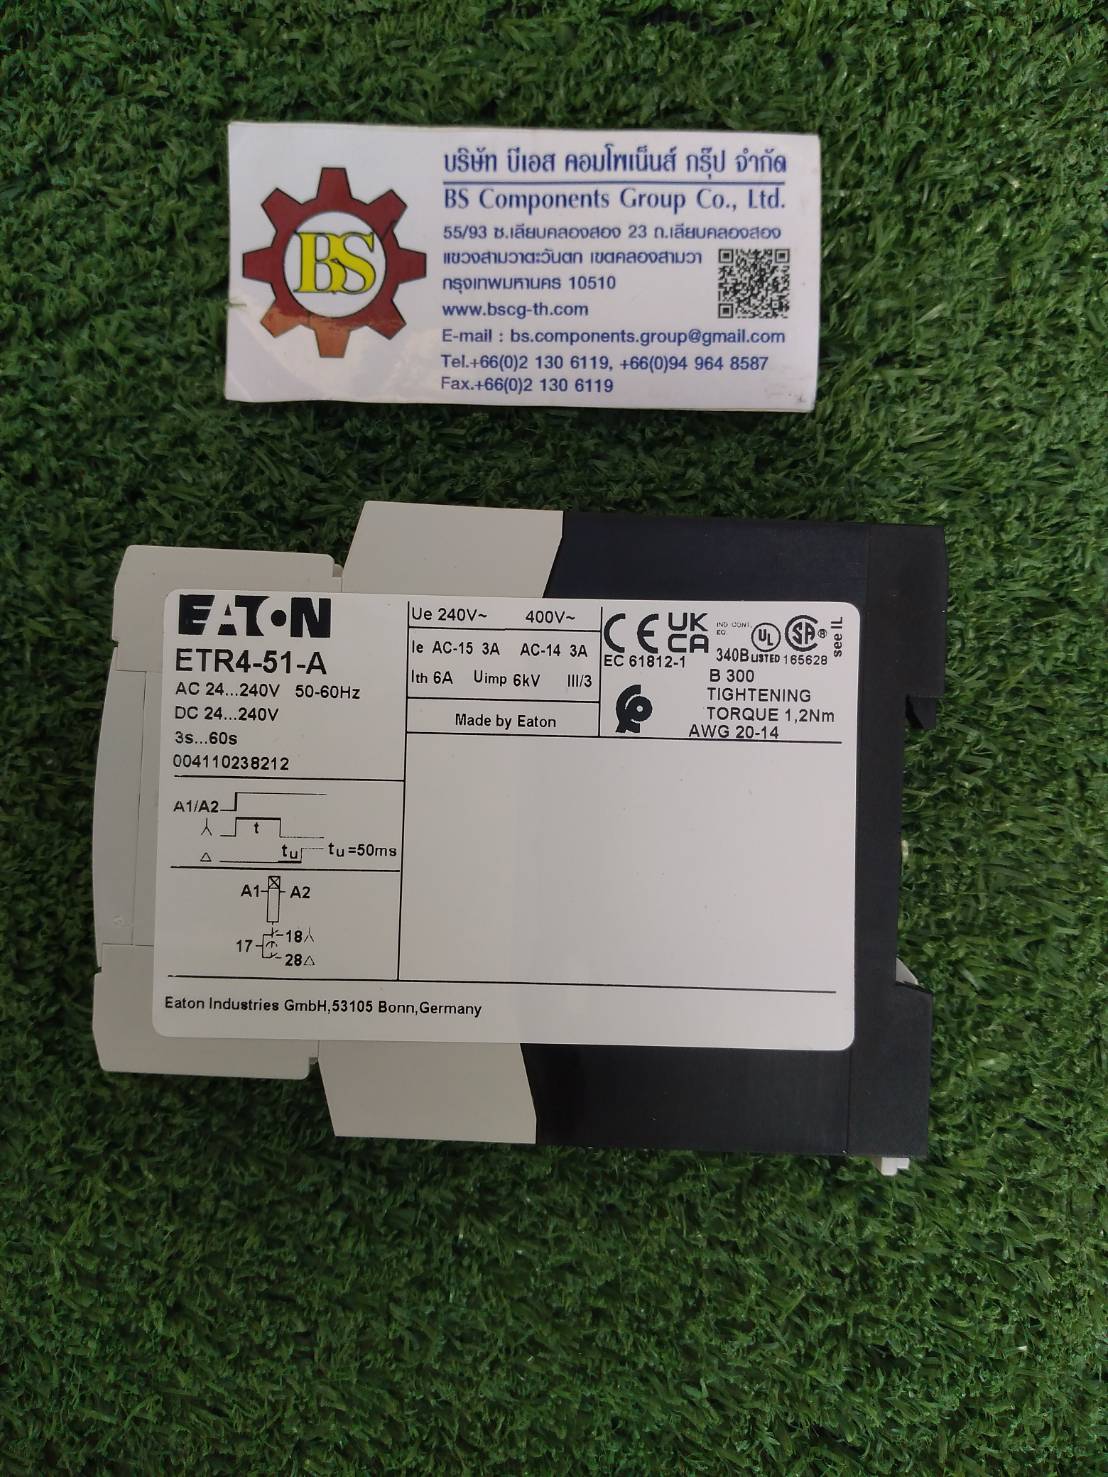 บริษัท บีเอส คอมโพเน็นส์ กรุ๊ป จำกัด
BS Components Group Co., Ltd.
55/93 ซ.เลียบคลองสอง 23 ถ.เลียบคลองสอง
แขวงสามวาตะวันตก เขตคลองสามวา
กรุงเทพมหานคร 10510
www.bscg-th.com
E-mail : bs.components.group@gmail.com
Tel.+66(0)2 130 6119, +66(0)94 964 8587
Fax.+66(0)2 130 6119
BS
EATON
ETR4-51-A
AC 24...240V 50-60Hz
DC 24...240V
3s...60s
004110238212
A1/A2
t
tu tu=50ms
A1 A2
18
17
28
Ue 240V~ 400V~
Ie AC-15 3A AC-14 3A
Ith 6A Uimp 6kV III/3
Made by Eaton
CE UK CA
EC 61812-1
IND. CONT. EQ.
340B UL LISTED
SA ® 165628
see IL
B 300
TIGHTENING
TORQUE 1,2Nm
AWG 20-14
Eaton Industries GmbH,53105 Bonn,Germany